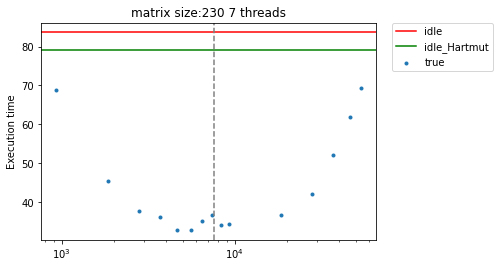 matrix size:230 7 threads
idle
idle_Hartmut
true
Execution time
80
70
60
50
40
10³
10⁴